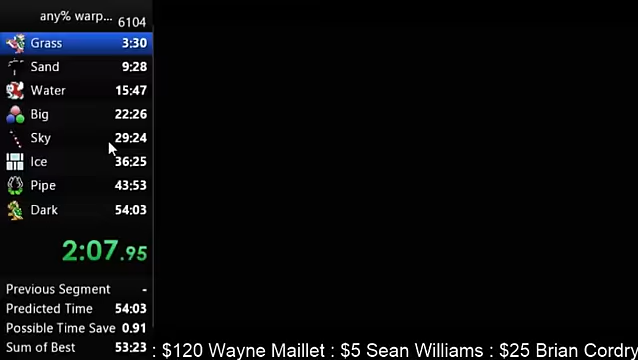 any% warp...
6104
Grass 3:30
Sand 9:28
Water 15:47
Big 22:26
Sky 29:24
Ice 36:25
Pipe 43:53
Dark 54:03
2:07.95
Previous Segment -
Predicted Time 54:03
Possible Time Save 0.91
Sum of Best 53:23
: $120 Wayne Maillet : $5 Sean Williams : $25 Brian Cordry